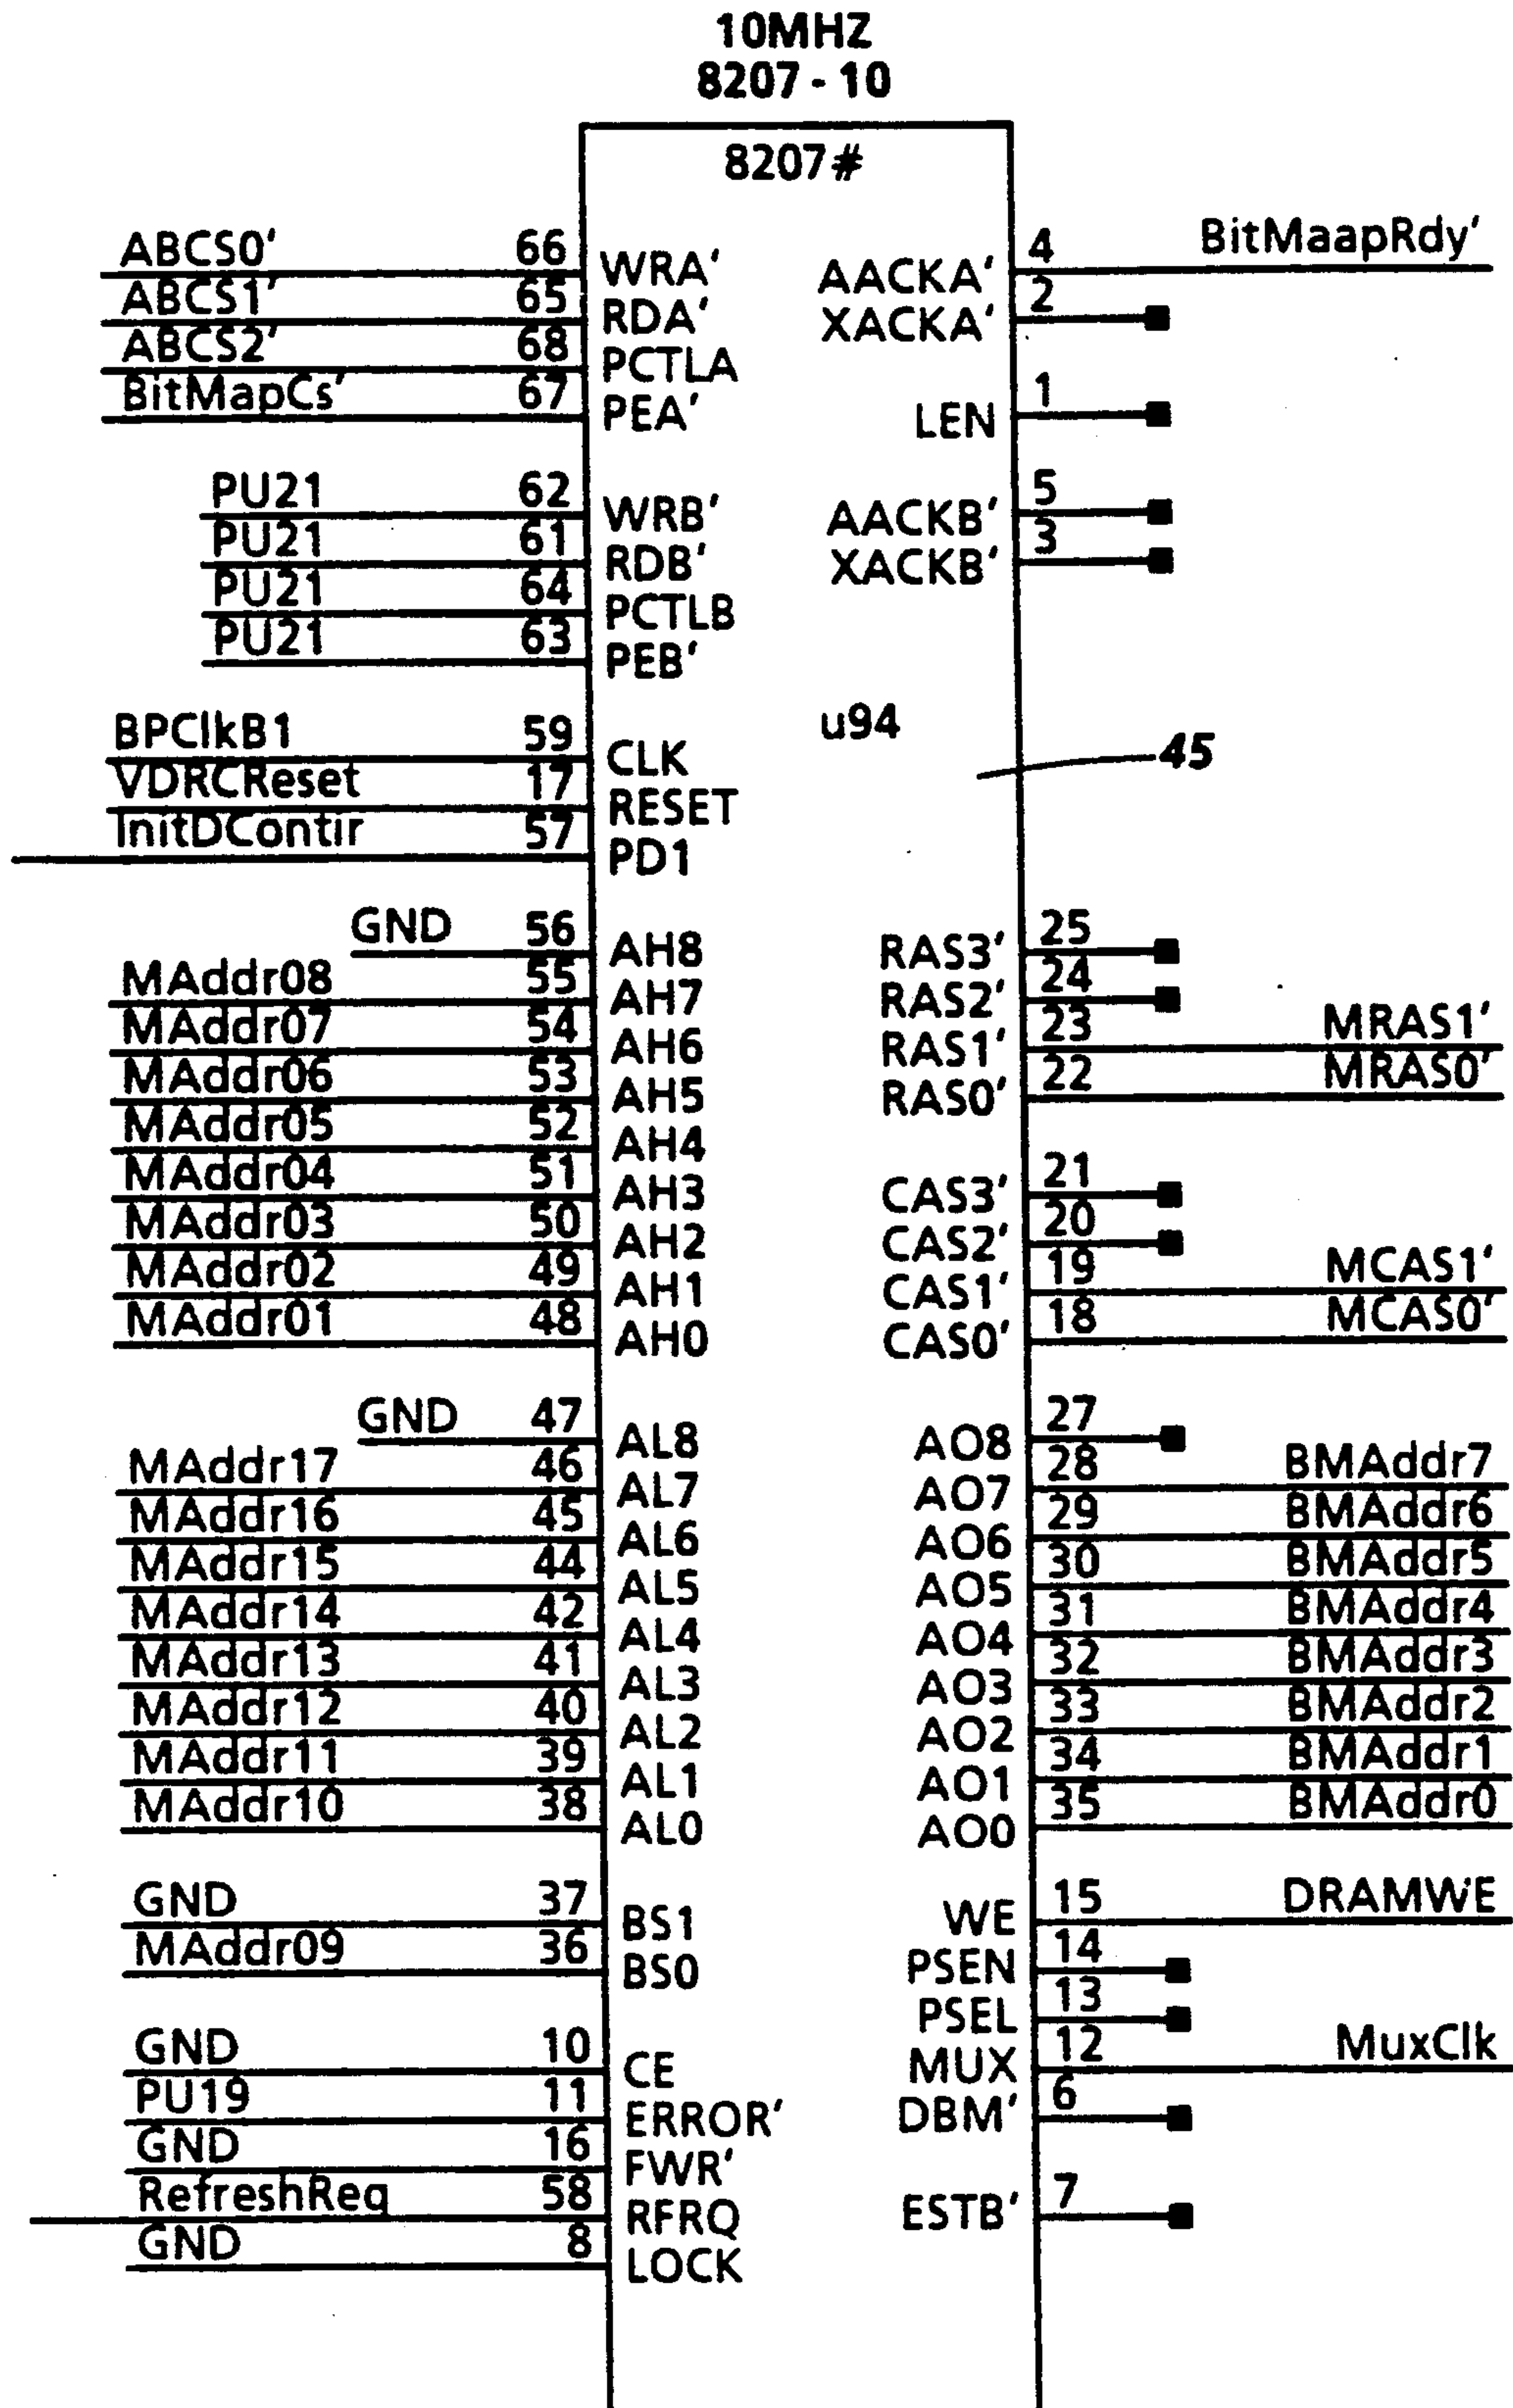 10MHZ
8207 - 10
8207#
ABCS0' 66 WRA' AACKA' 4 BitMaapRdy'
ABCS1' 65 RDA' XACKA' 2
ABCS2' 68 PCTLA
BitMapCs' 67 PEA' LEN 1
PU21 62 WRB' AACKB' 5
PU21 61 RDB' XACKB' 3
PU21 64 PCTLB
PU21 63 PEB'
u94
BPClkB1 59 CLK 45
VDRCReset 17 RESET
InitDContir 57 PD1
GND 56 AH8 RAS3' 25
MAddr08 55 AH7 RAS2' 24
MAddr07 54 AH6 RAS1' 23 MRAS1'
MAddr06 53 AH5 RAS0' 22 MRAS0'
MAddr05 52 AH4
MAddr04 51 AH3 CAS3' 21
MAddr03 50 AH2 CAS2' 20
MAddr02 49 AH1 CAS1' 19 MCAS1'
MAddr01 48 AH0 CAS0' 18 MCAS0'
GND 47 AL8 AO8 27
MAddr17 46 AL7 AO7 28 BMAddr7
MAddr16 45 AL6 AO6 29 BMAddr6
MAddr15 44 AL5 AO5 30 BMAddr5
MAddr14 42 AL4 AO4 31 BMAddr4
MAddr13 41 AL3 AO3 32 BMAddr3
MAddr12 40 AL2 AO2 33 BMAddr2
MAddr11 39 AL1 AO1 34 BMAddr1
MAddr10 38 AL0 AO0 35 BMAddr0
GND 37 BS1 WE 15 DRAMWE
MAddr09 36 BS0 PSEN 14
PSEL 13
GND 10 CE MUX 12 MuxClk
PU19 11 ERROR' DBM' 6
GND 16 FWR'
RefreshReq 58 RFRQ ESTB' 7
GND 8 LOCK